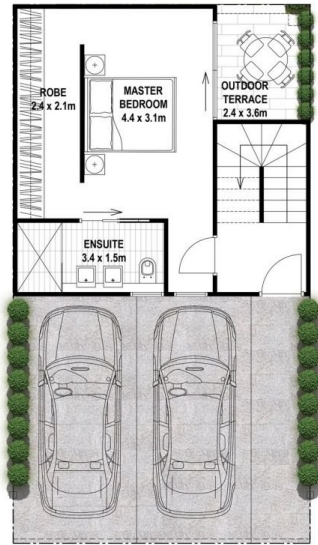 ROBE
2.4 x 2.1m
MASTER
BEDROOM
4.4 x 3.1m
OUTDOOR
TERRACE
2.4 x 3.6m
ENSUITE
3.4 x 1.5m